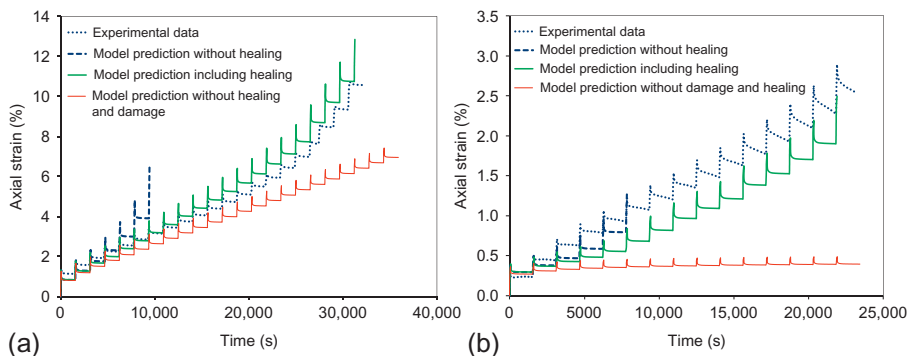 14
12
10
8
6
4
2
0
Axial strain (%)
Experimental data
Model prediction without healing
Model prediction including healing
Model prediction without healing
and damage
0
10,000
20,000
30,000
40,000
Time (s)
(a)
3.5
3.0
2.5
2.0
1.5
1.0
0.5
0.0
Axial strain (%)
Experimental data
Model prediction without healing
Model prediction including healing
Model prediction without damage and healing
0
5000
10,000
15,000
20,000
25,000
Time (s)
(b)